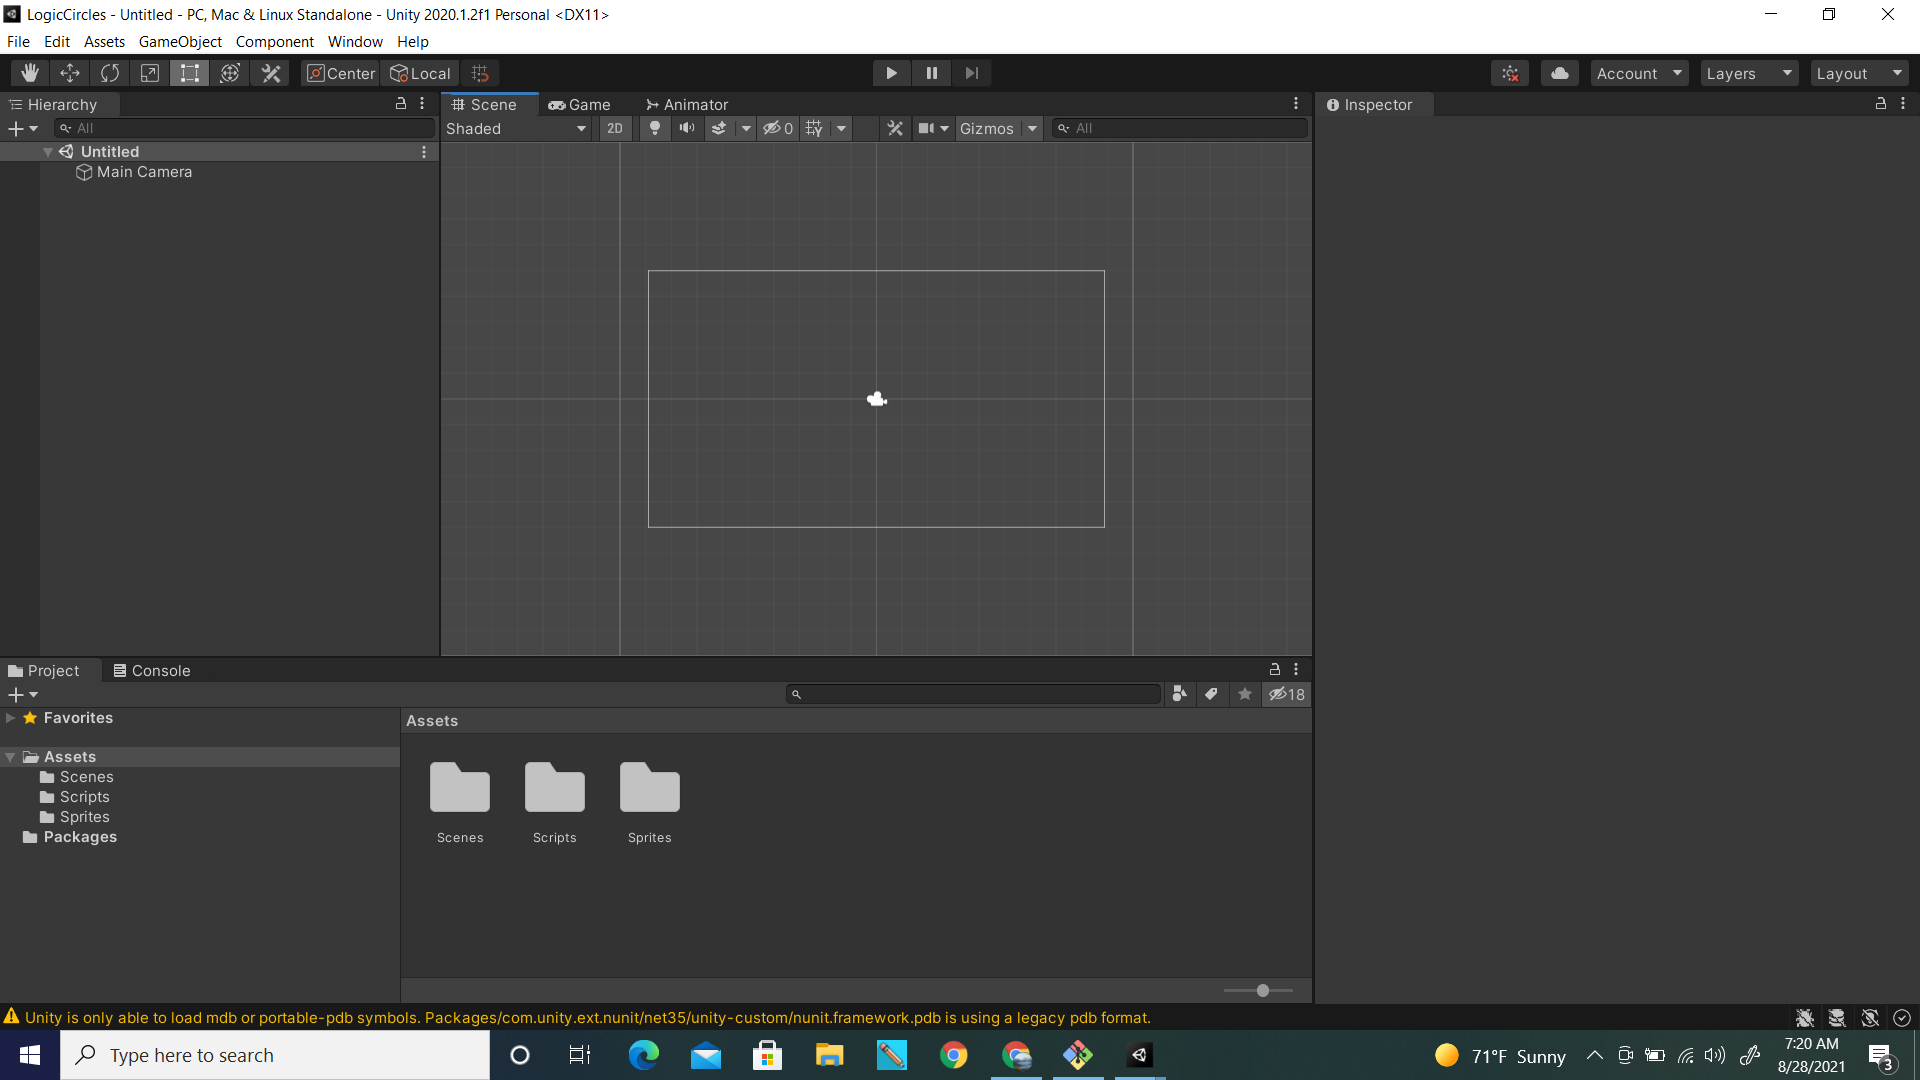 LogicCircles - Untitled - PC, Mac & Linux Standalone - Unity 2020.1.2f1 Personal <DX11>
File Edit Assets GameObject Component Window Help
Center Local Account Layers Layout
Hierarchy
Scene Game Animator
Inspector
All
Shaded 2D 0 Gizmos All
Untitled
Main Camera
Project Console
18
Favorites
Assets
Scenes
Scripts
Sprites
Packages
Assets
Scenes Scripts Sprites
Unity is only able to load mdb or portable-pdb symbols. Packages/com.unity.ext.nunit/net35/unity-custom/nunit.framework.pdb is using a legacy pdb format.
Type here to search
71°F Sunny
7:20 AM
8/28/2021
3